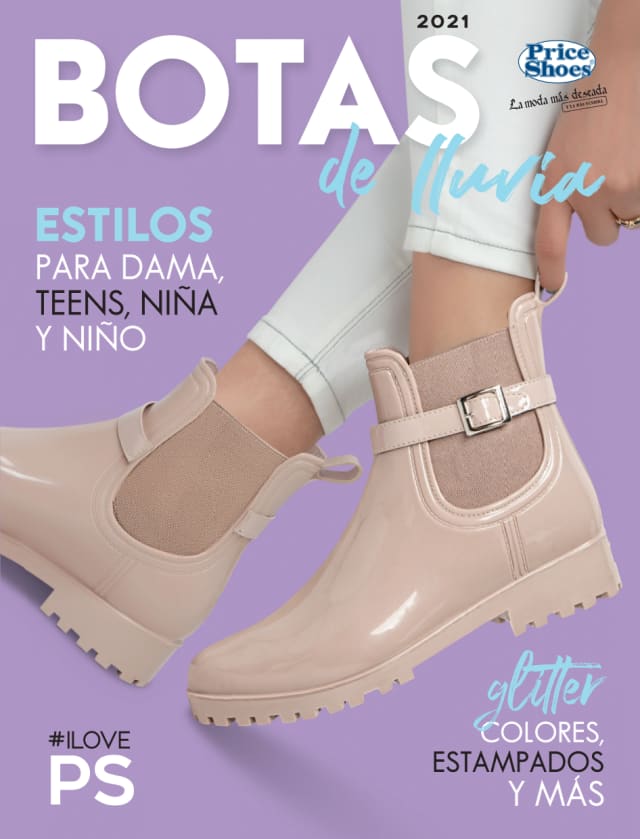 2021
BOTAS
de lluvia
Price
Shoes
La moda más deseada
ESTILOS
PARA DAMA,
TEENS, NIÑA
Y NIÑO
glitter
COLORES,
ESTAMPADOS
Y MÁS
#ILOVE
PS